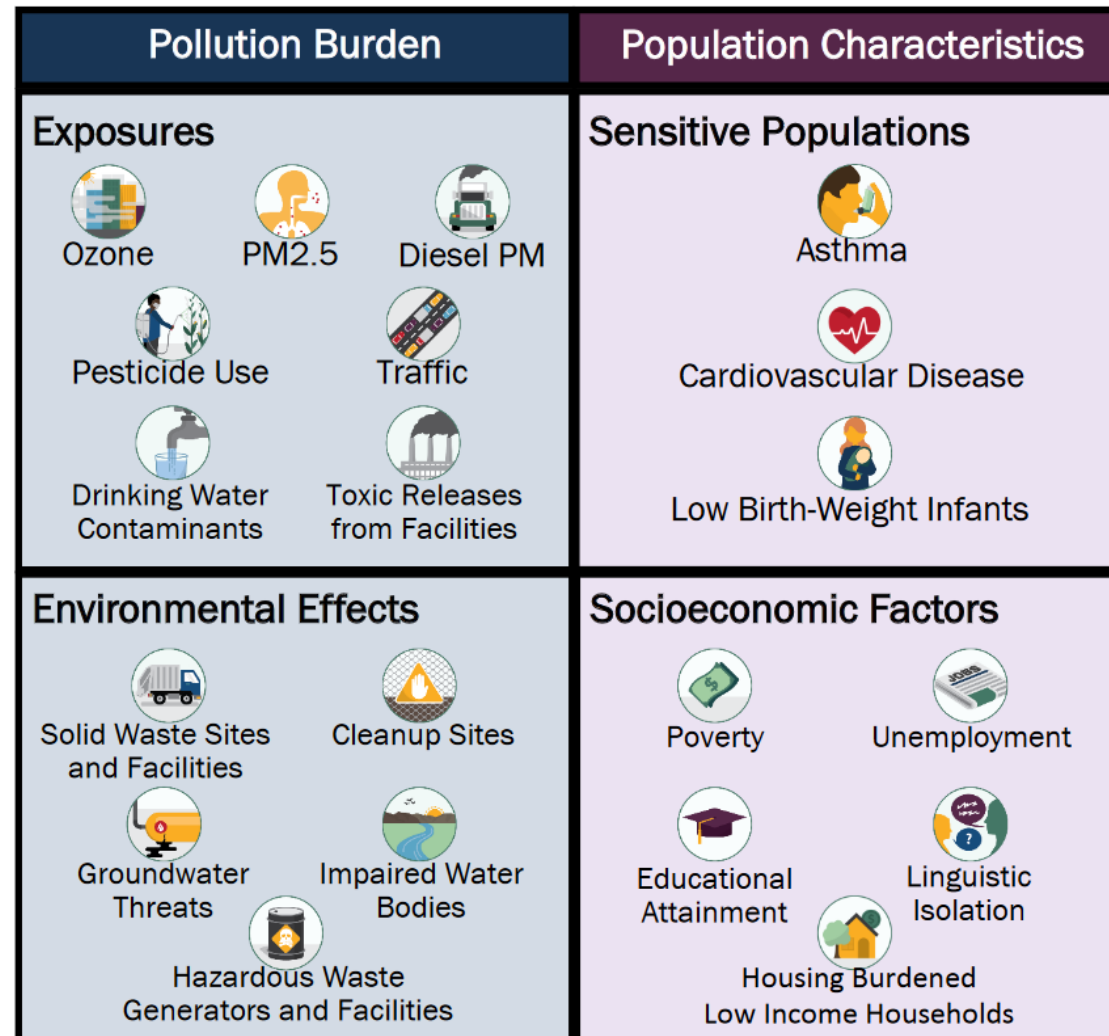 Pollution Burden
Population Characteristics
Exposures
Ozone
PM2.5
Diesel PM
Pesticide Use
Traffic
Drinking Water
Contaminants
Toxic Releases
from Facilities
Sensitive Populations
Asthma
Cardiovascular Disease
Low Birth-Weight Infants
Environmental Effects
Solid Waste Sites
and Facilities
Cleanup Sites
Groundwater
Threats
Impaired Water
Bodies
Hazardous Waste
Generators and Facilities
Socioeconomic Factors
$
Poverty
JOBS
Unemployment
Educational
Attainment
?
Linguistic
Isolation
$
Housing Burdened
Low Income Households